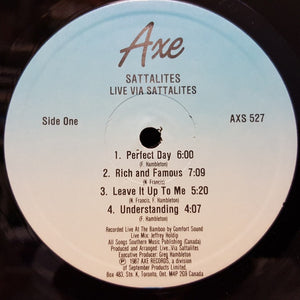 Axe
SATTALITES
LIVE VIA SATTALITES
Side One
AXS 527
1. Perfect Day 6:00
(F. Hambleton)
2. Rich and Famous 7:09
(N. Francis)
3. Leave It Up To Me 5:20
(N. Francis, F. Hambleton)
4. Understanding 4:07
(F. Hambleton)
Recorded Live At The Bamboo by Comfort Sound
Live Mix: Jeffrey Holdip
All Songs Southern Music Publishing (Canada)
Produced and Arranged: Live, Via Sattalites
Executive Producer: Greg Hambleton
℗ 1987 AXE RECORDS, a division
of September Productions Limited,
Box 483, Stn. K, Toronto, Ont. M4P 2G9 Canada